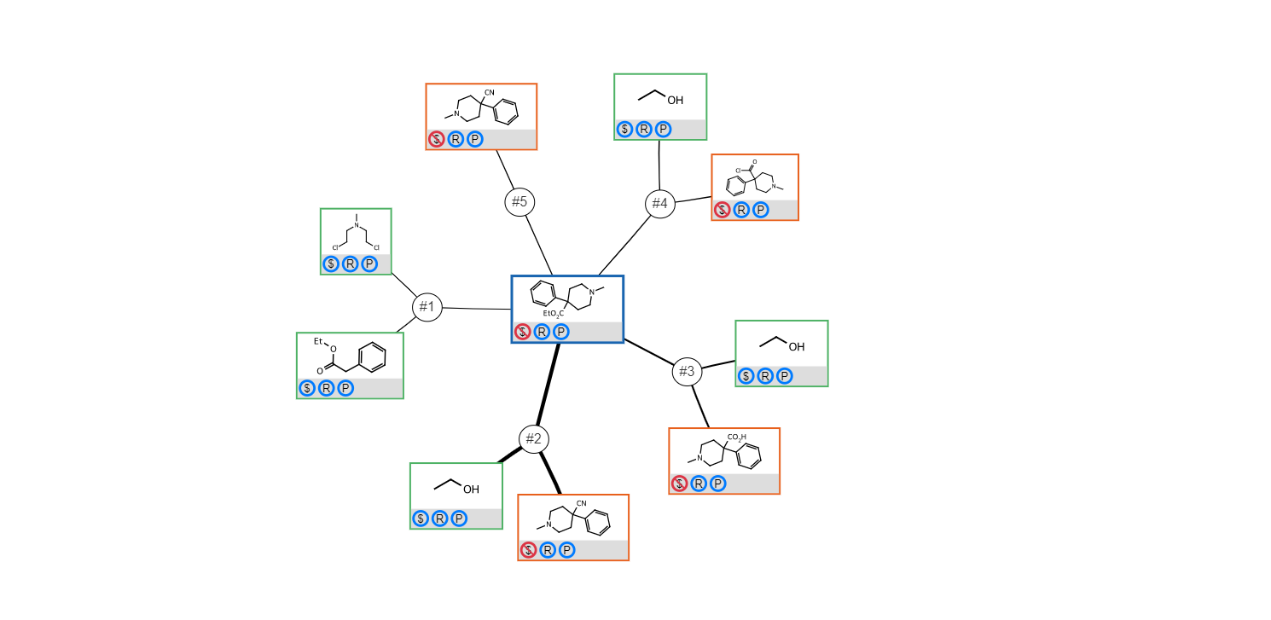 CN
N
$ R P
OH
$ R P
O
Cl
N
$ R P
#5
#4
N
Cl Cl
$ R P
#1
N
EtO2C
$ R P
Et
O
O
$ R P
OH
$ R P
#3
#2
CO2H
N
$ R P
OH
$ R P
CN
N
$ R P